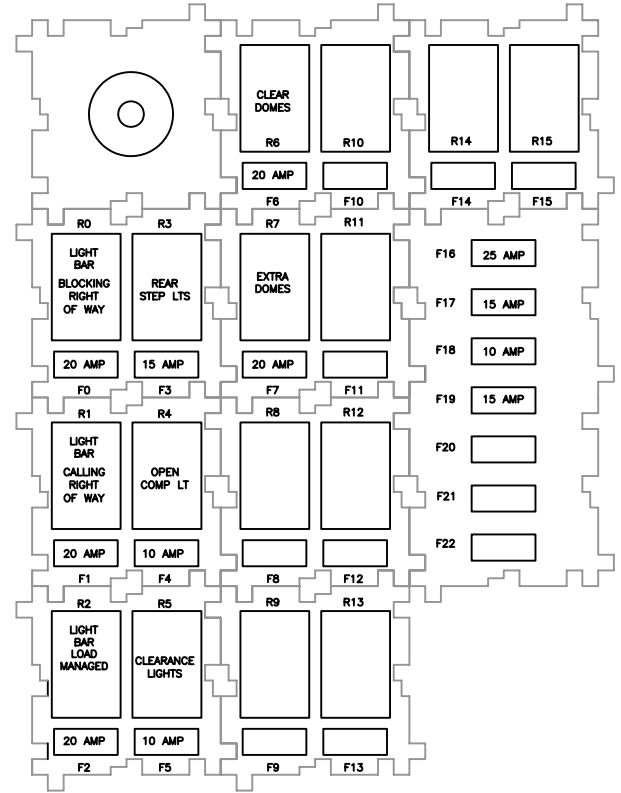 CLEAR
DOMES
R6
R10
R14
R15
20 AMP
F6
F10
F14
F15
R0
R3
R7
R11
LIGHT
BAR
BLOCKING
RIGHT
OF WAY
REAR
STEP LTS
EXTRA
DOMES
20 AMP
15 AMP
20 AMP
F0
F3
F7
F11
F16
25 AMP
F17
15 AMP
F18
10 AMP
F19
15 AMP
F20
F21
F22
R1
R4
R8
R12
LIGHT
BAR
CALLING
RIGHT
OF WAY
OPEN
COMP LT
20 AMP
10 AMP
F1
F4
F8
F12
R2
R5
R9
R13
LIGHT
BAR
LOAD
MANAGED
CLEARANCE
LIGHTS
20 AMP
10 AMP
F2
F5
F9
F13